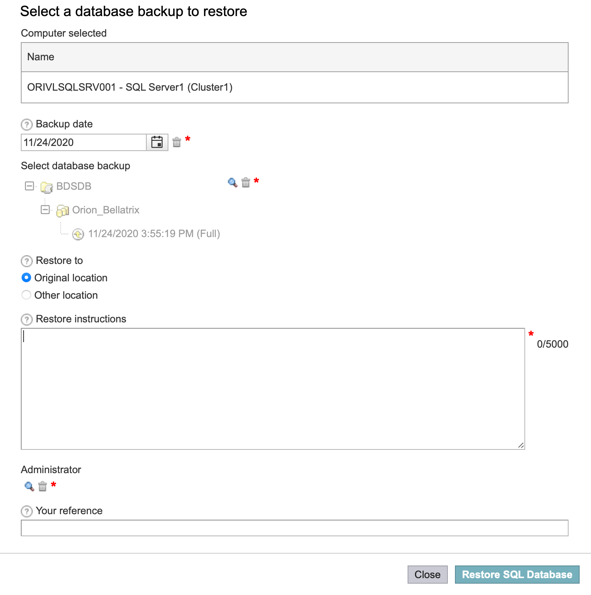 Select a database backup to restore
Computer selected
Name
ORIVLSQLSRV001 - SQL Server1 (Cluster1)
? Backup date
11/24/2020 *
Select database backup
BDSDB *
Orion_Bellatrix
11/24/2020 3:55:19 PM (Full)
? Restore to
Original location
Other location
? Restore instructions
*
0/5000
Administrator
*
? Your reference
Close Restore SQL Database